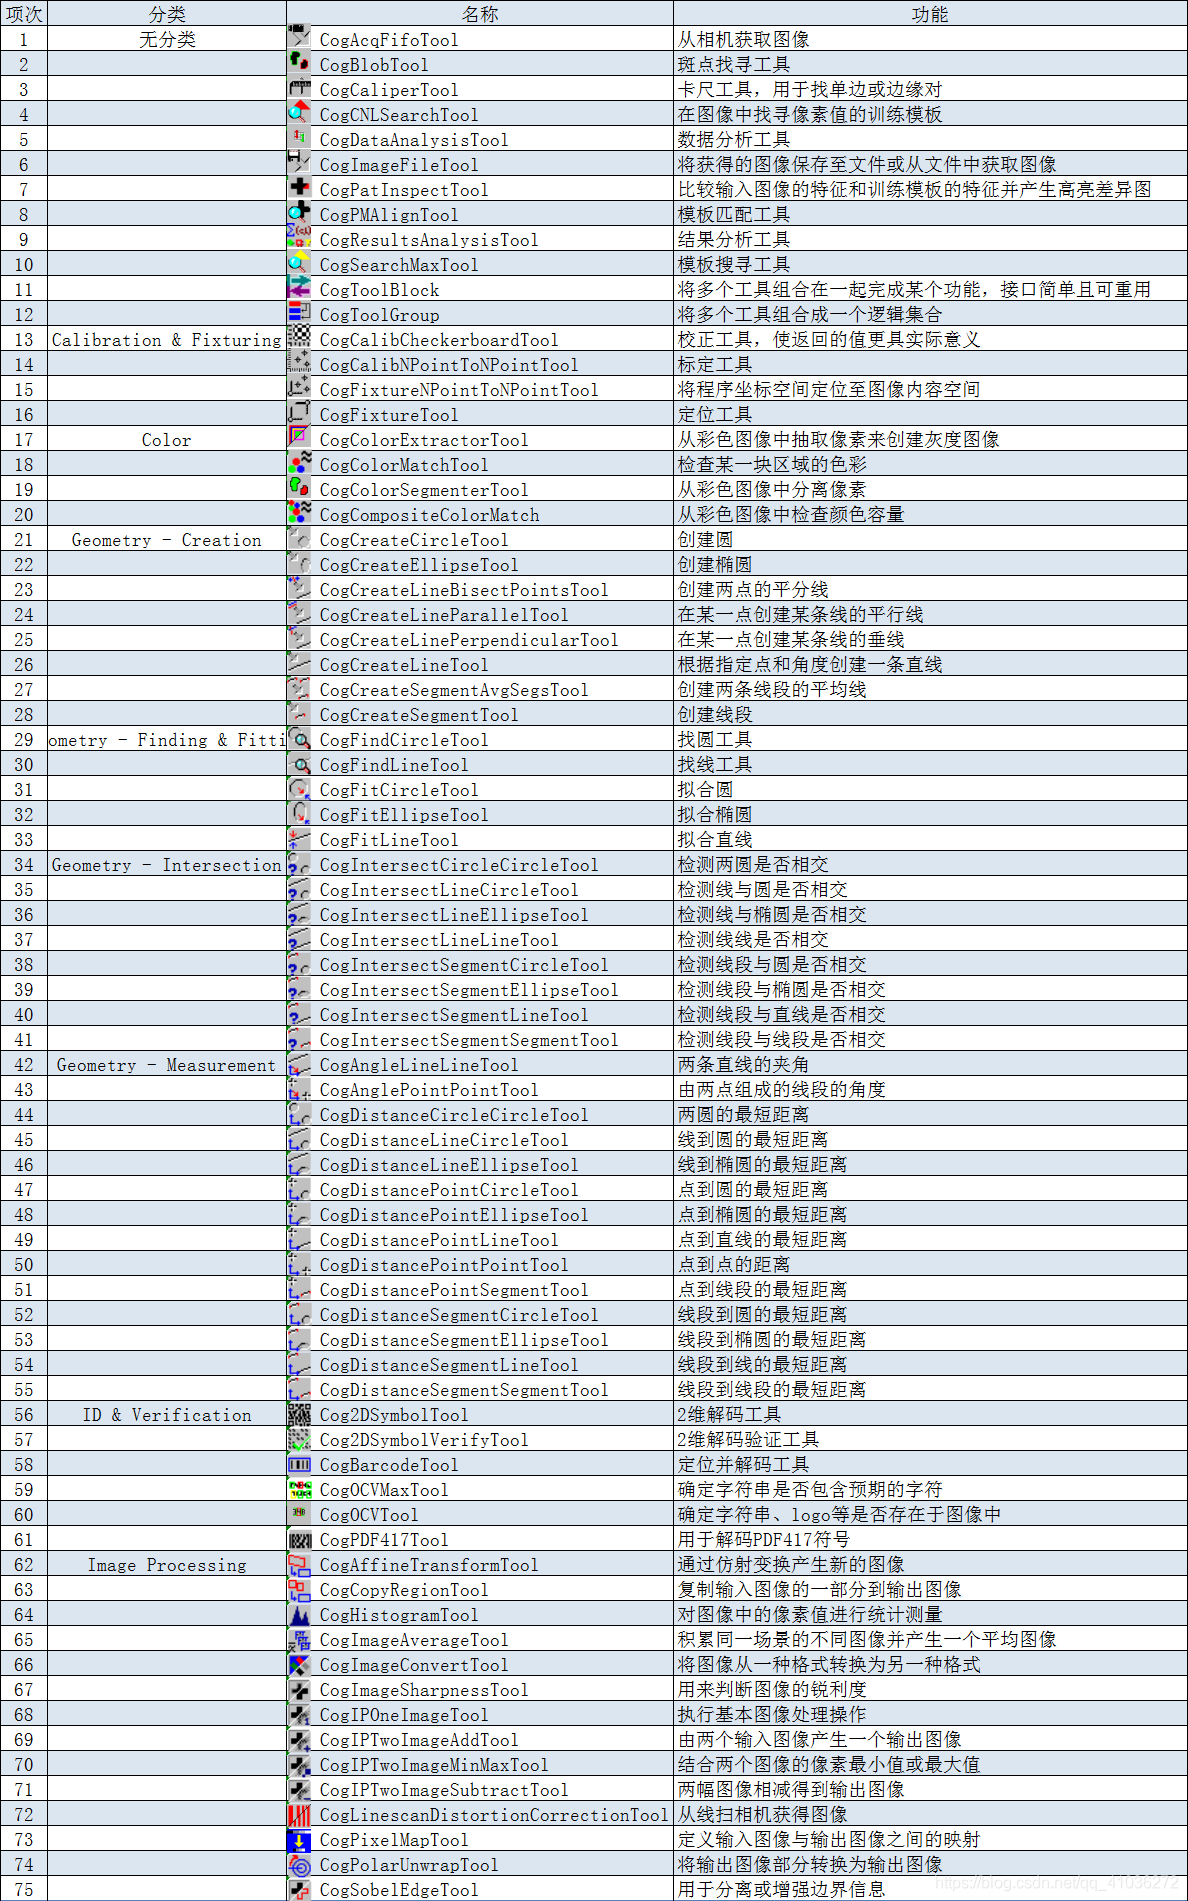 项次 分类 名称 功能
1 无分类 CogAcqFifoTool 从相机获取图像
2 CogBlobTool 斑点找寻工具
3 CogCaliperTool 卡尺工具，用于找单边或边缘对
4 CogCNLSearchTool 在图像中找寻像素值的训练模板
5 CogDataAnalysisTool 数据分析工具
6 CogImageFileTool 将获得的图像保存至文件或从文件中获取图像
7 CogPatInspectTool 比较输入图像的特征和训练模板的特征并产生高亮差异图
8 CogPMAlignTool 模板匹配工具
9 CogResultsAnalysisTool 结果分析工具
10 CogSearchMaxTool 模板搜寻工具
11 CogToolBlock 将多个工具组合在一起完成某个功能，接口简单且可重用
12 CogToolGroup 将多个工具组合成一个逻辑集合
13 Calibration & Fixturing CogCalibCheckerboardTool 校正工具，使返回的值更具实际意义
14 CogCalibNPointToNPointTool 标定工具
15 CogFixtureNPointToNPointTool 将程序坐标空间定位至图像内容空间
16 CogFixtureTool 定位工具
17 Color CogColorExtractorTool 从彩色图像中抽取像素来创建灰度图像
18 CogColorMatchTool 检查某一块区域的色彩
19 CogColorSegmenterTool 从彩色图像中分离像素
20 CogCompositeColorMatch 从彩色图像中检查颜色容量
21 Geometry - Creation CogCreateCircleTool 创建圆
22 CogCreateEllipseTool 创建椭圆
23 CogCreateLineBisectPointsTool 创建两点的平分线
24 CogCreateLineParallelTool 在某一点创建某条线的平行线
25 CogCreateLinePerpendicularTool 在某一点创建某条线的垂线
26 CogCreateLineTool 根据指定点和角度创建一条直线
27 CogCreateSegmentAvgSegsTool 创建两条线段的平均线
28 CogCreateSegmentTool 创建线段
29 ometry - Finding & Fitti CogFindCircleTool 找圆工具
30 CogFindLineTool 找线工具
31 CogFitCircleTool 拟合圆
32 CogFitEllipseTool 拟合椭圆
33 CogFitLineTool 拟合直线
34 Geometry - Intersection CogIntersectCircleCircleTool 检测两圆是否相交
35 CogIntersectLineCircleTool 检测线与圆是否相交
36 CogIntersectLineEllipseTool 检测线与椭圆是否相交
37 CogIntersectLineLineTool 检测线线是否相交
38 CogIntersectSegmentCircleTool 检测线段与圆是否相交
39 CogIntersectSegmentEllipseTool 检测线段与椭圆是否相交
40 CogIntersectSegmentLineTool 检测线段与直线是否相交
41 CogIntersectSegmentSegmentTool 检测线段与线段是否相交
42 Geometry - Measurement CogAngleLineLineTool 两条直线的夹角
43 CogAnglePointPointTool 由两点组成的线段的角度
44 CogDistanceCircleCircleTool 两圆的最短距离
45 CogDistanceLineCircleTool 线到圆的最短距离
46 CogDistanceLineEllipseTool 线到椭圆的最短距离
47 CogDistancePointCircleTool 点到圆的最短距离
48 CogDistancePointEllipseTool 点到椭圆的最短距离
49 CogDistancePointLineTool 点到直线的最短距离
50 CogDistancePointPointTool 点到点的距离
51 CogDistancePointSegmentTool 点到线段的最短距离
52 CogDistanceSegmentCircleTool 线段到圆的最短距离
53 CogDistanceSegmentEllipseTool 线段到椭圆的最短距离
54 CogDistanceSegmentLineTool 线段到线的最短距离
55 CogDistanceSegmentSegmentTool 线段到线段的最短距离
56 ID & Verification Cog2DSymbolTool 2维解码工具
57 Cog2DSymbolVerifyTool 2维解码验证工具
58 CogBarcodeTool 定位并解码工具
59 CogOCVMaxTool 确定字符串是否包含预期的字符
60 CogOCVTool 确定字符串、logo等是否存在于图像中
61 CogPDF417Tool 用于解码PDF417符号
62 Image Processing CogAffineTransformTool 通过仿射变换产生新的图像
63 CogCopyRegionTool 复制输入图像的一部分到输出图像
64 CogHistogramTool 对图像中的像素值进行统计测量
65 CogImageAverageTool 积累同一场景的不同图像并产生一个平均图像
66 CogImageConvertTool 将图像从一种格式转换为另一种格式
67 CogImageSharpnessTool 用来判断图像的锐利度
68 CogIPOneImageTool 执行基本图像处理操作
69 CogIPTwoImageAddTool 由两个输入图像产生一个输出图像
70 CogIPTwoImageMinMaxTool 结合两个图像的像素最小值或最大值
71 CogIPTwoImageSubtractTool 两幅图像相减得到输出图像
72 CogLinescanDistortionCorrectionTool 从线扫相机获得图像
73 CogPixelMapTool 定义输入图像与输出图像之间的映射
74 CogPolarUnwrapTool 将输出图像部分转换为输出图像
75 CogSobelEdgeTool 用于分离或增强边界信息
https://blog.csdn.net/qq_41036272